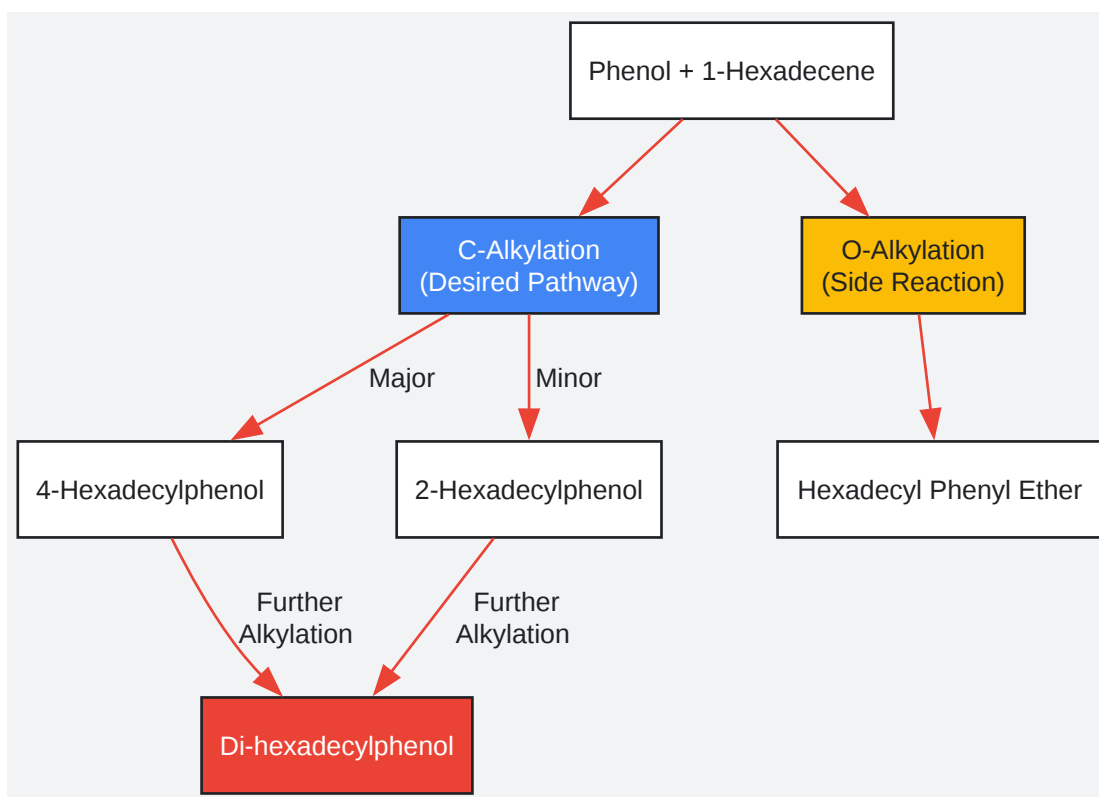 Phenol + 1-Hexadecene
C-Alkylation
(Desired Pathway)
O-Alkylation
(Side Reaction)
Major
Minor
4-Hexadecylphenol
2-Hexadecylphenol
Hexadecyl Phenyl Ether
Further
Alkylation
Further
Alkylation
Di-hexadecylphenol